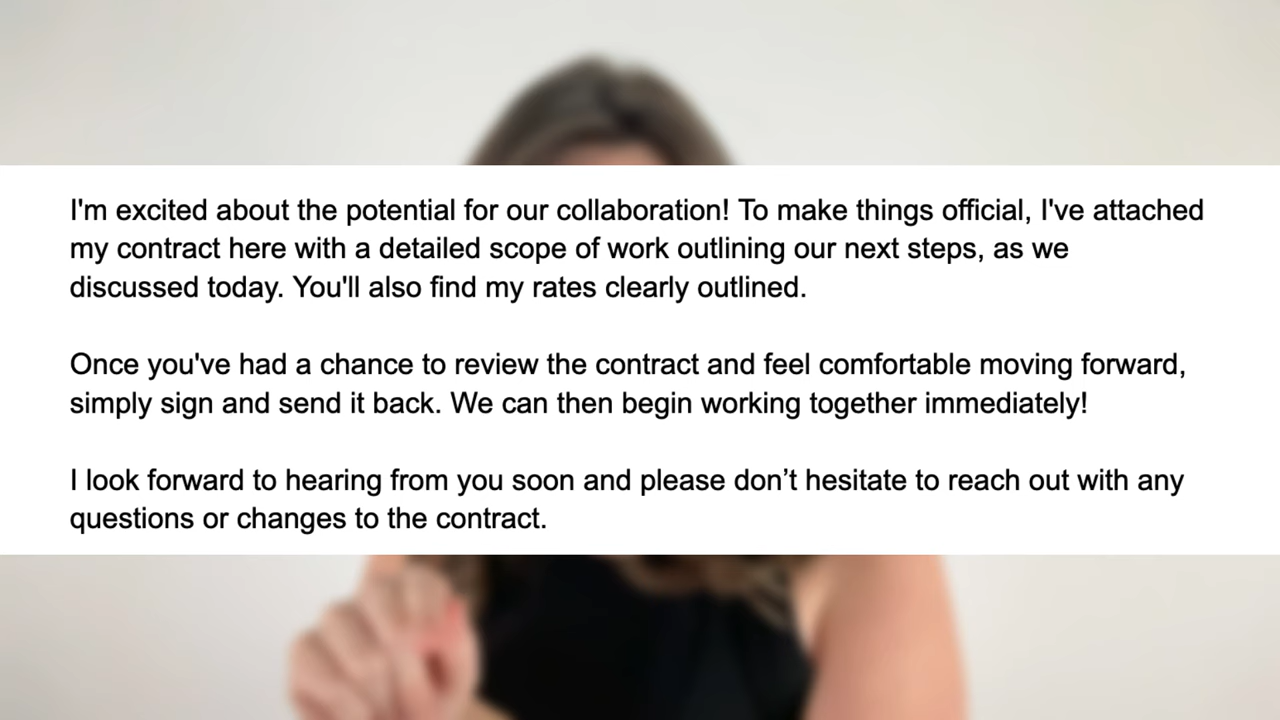 I'm excited about the potential for our collaboration! To make things official, I've attached
my contract here with a detailed scope of work outlining our next steps, as we
discussed today. You'll also find my rates clearly outlined.
Once you've had a chance to review the contract and feel comfortable moving forward,
simply sign and send it back. We can then begin working together immediately!
I look forward to hearing from you soon and please don’t hesitate to reach out with any
questions or changes to the contract.